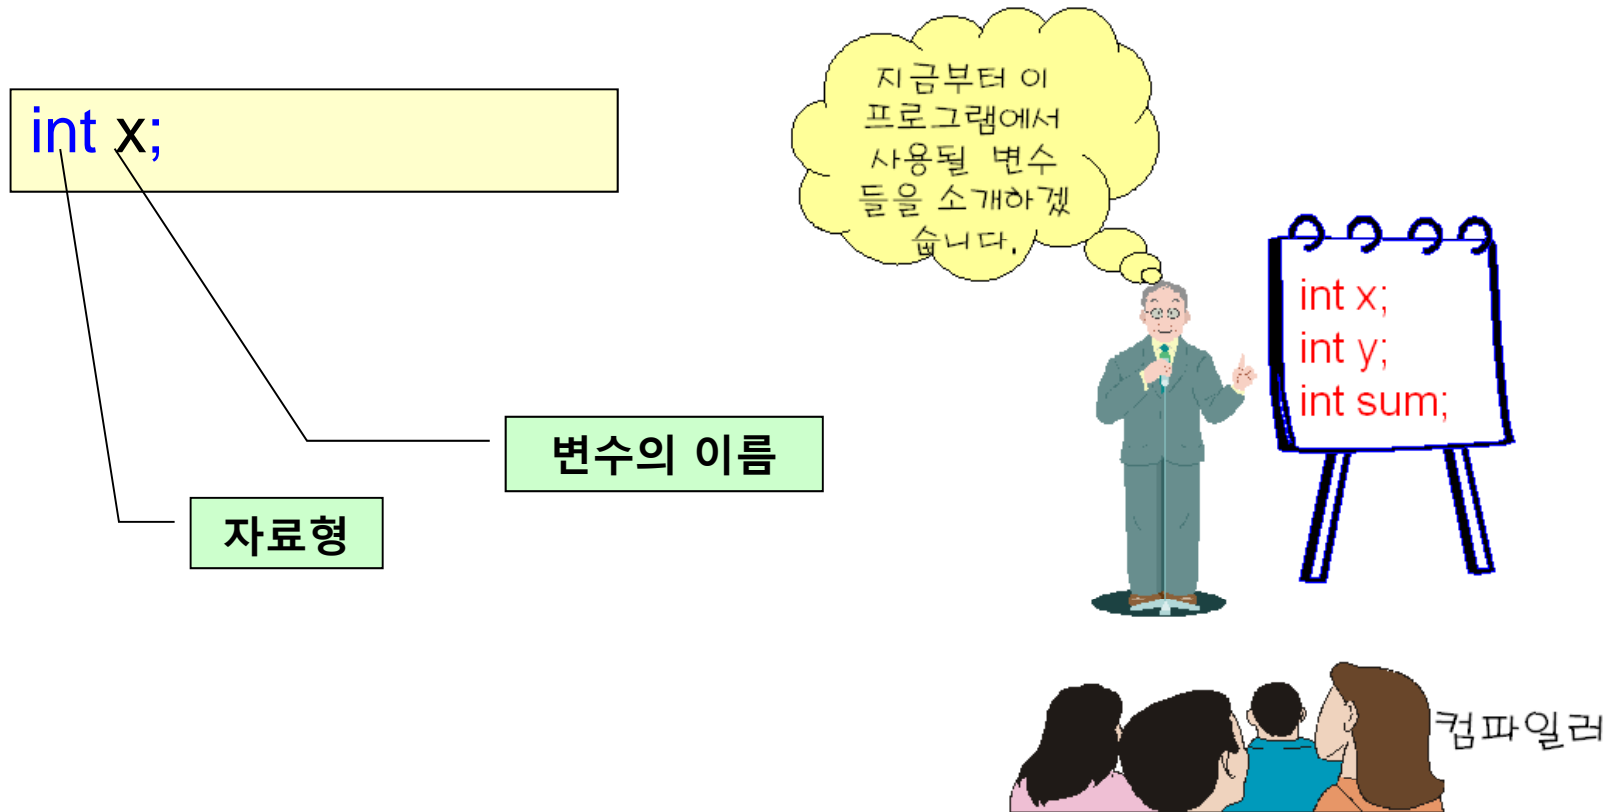 int x;
변수의 이름
자료형
지금부터 이
프로그램에서
사용될 변수
들을 소개하겠
습니다.
int x;
int y;
int sum;
컴파일러